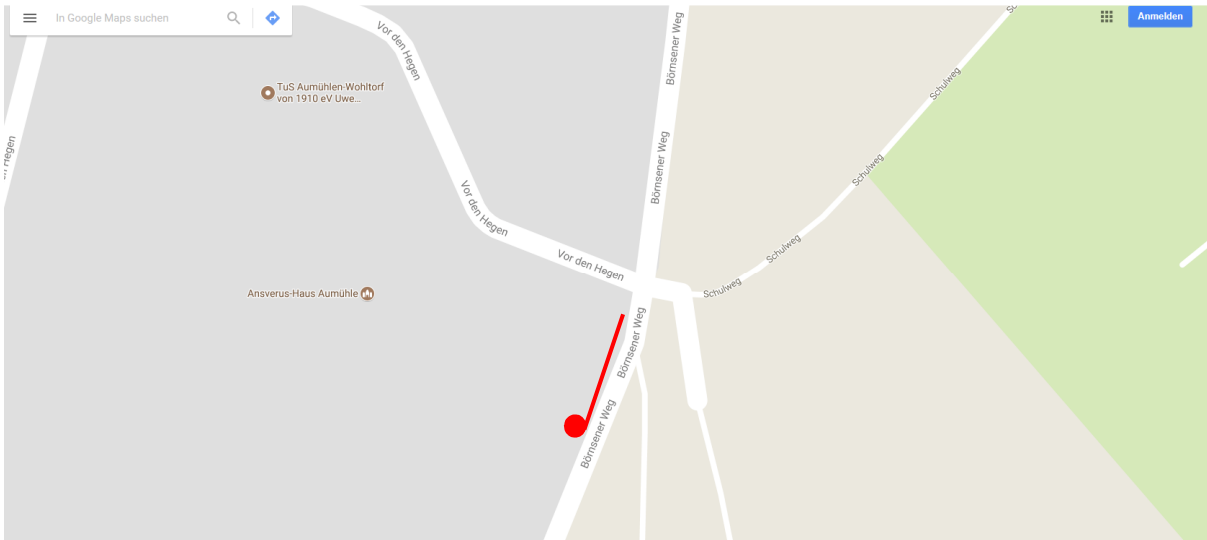 In Google Maps suchen
Anmelden
Vor den Hegen
Börnsener Weg
TuS Aumühlen-Wohltorf
von 1910 eV Uwe...
Schulweg
Börnsener Weg
Schulweg
Vor den Hegen
Schulweg
Vor den Hegen
Ansverus-Haus Aumühle
Schulweg
Börnsener Weg
Börnsener Weg